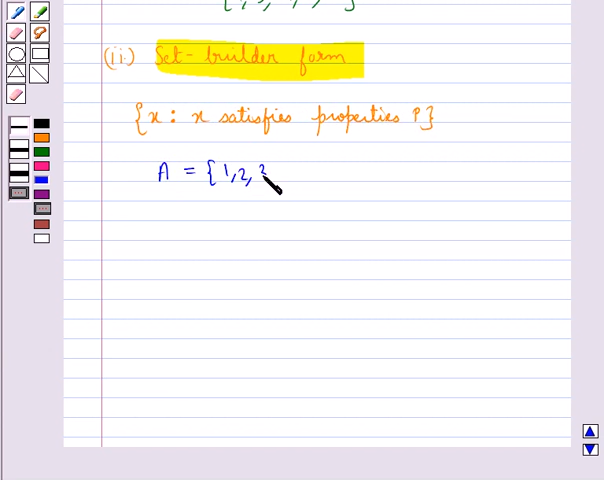 (ii) Set-builder form
{x : x satisfies properties P}
A = {1, 2, 3